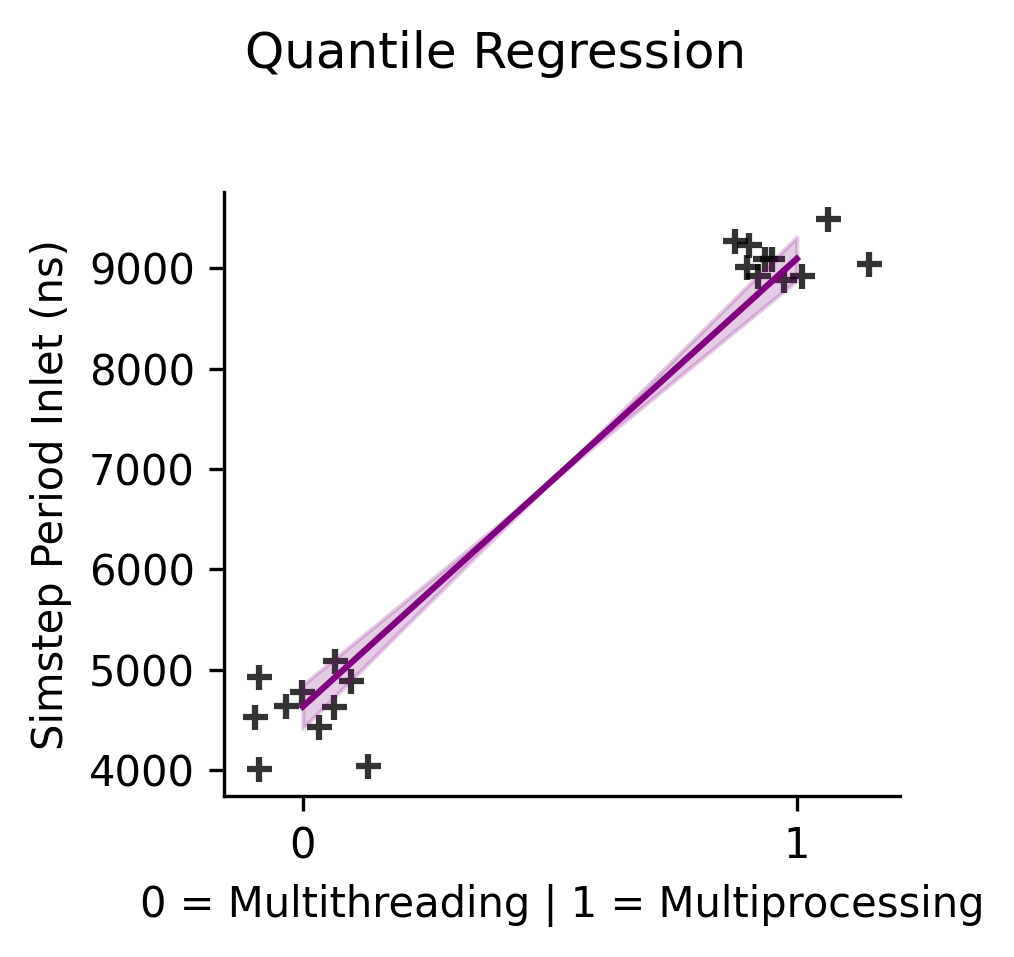 Quantile Regression
Simstep Period Inlet (ns)
9000
8000
7000
6000
5000
4000
0
1
0 = Multithreading | 1 = Multiprocessing